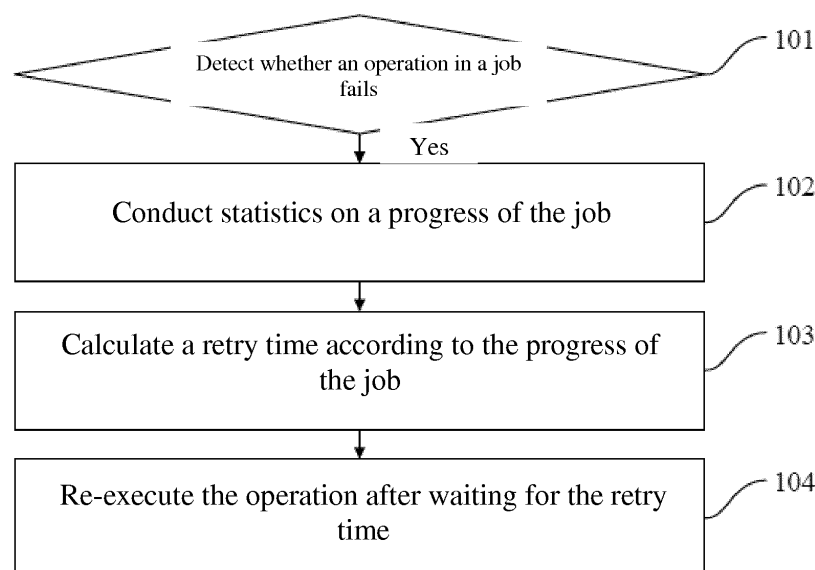 Detect whether an operation in a job
fails
101
Yes
Conduct statistics on a progress of the job
102
Calculate a retry time according to the progress of
the job
103
Re-execute the operation after waiting for the retry
time
104